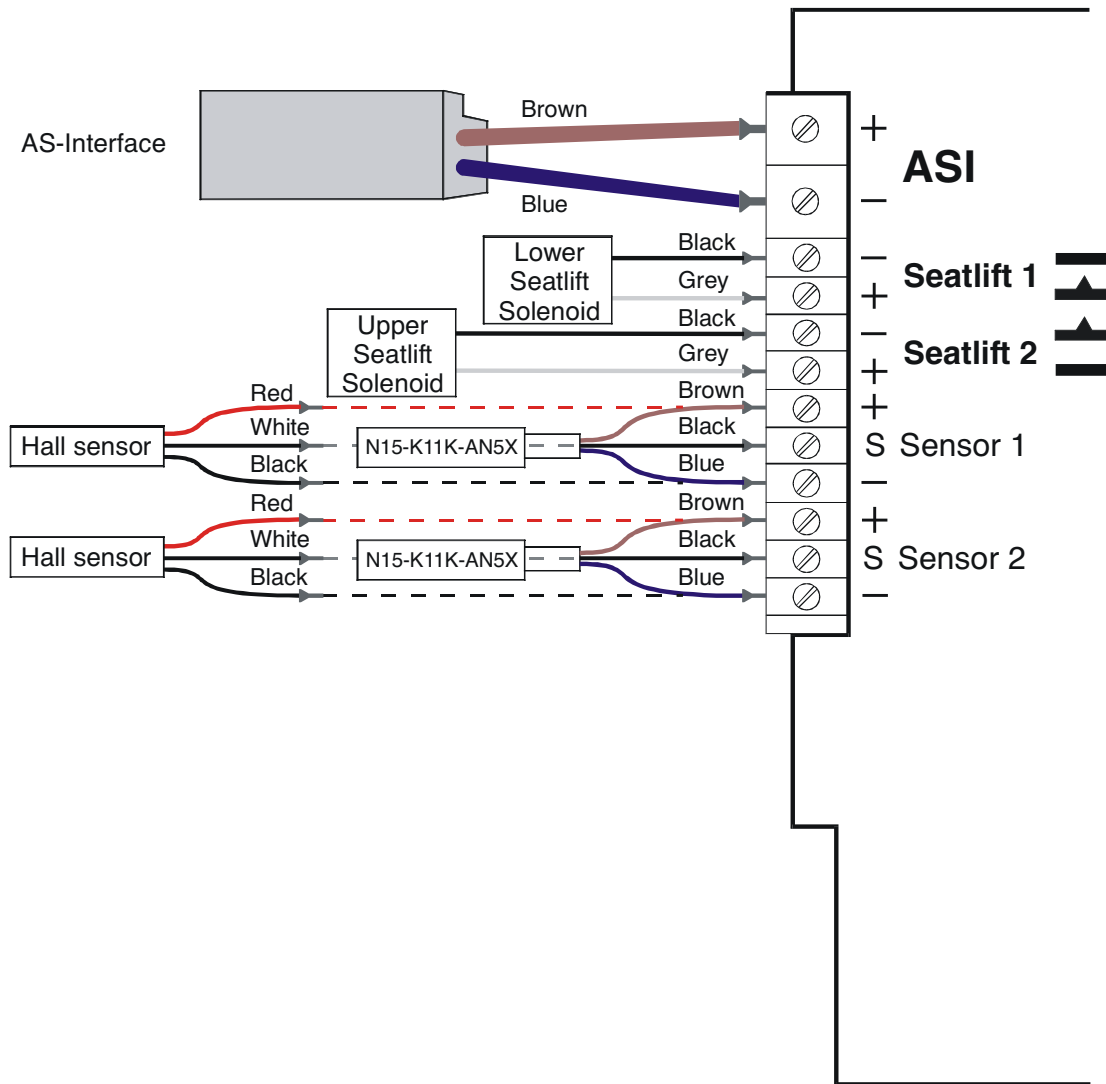 Brown
+
AS-Interface
ASI
Blue
−
Black
Lower
Seatlift
Solenoid
−
Seatlift 1
Grey
+
Upper
Seatlift
Solenoid
Black
−
Seatlift 2
Grey
+
Red
Brown
+
Hall sensor
White
N15-K11K-AN5X
Black
S Sensor 1
Black
Blue
−
Red
Brown
+
Hall sensor
White
N15-K11K-AN5X
Black
S Sensor 2
Black
Blue
−